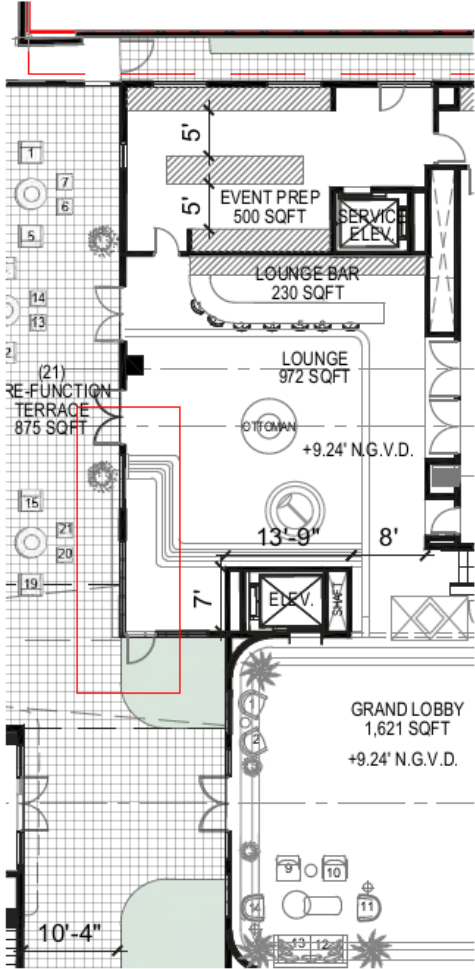 5'
5'
EVENT PREP
500 SQFT
SERVICE
ELEV.
1
7
6
5
LOUNGE BAR
230 SQFT
14
13
2
(21)
RE-FUNCTION
TERRACE
875 SQFT
LOUNGE
972 SQFT
OTTOMAN
+9.24' N.G.V.D.
15
21
20
19
13'-9"
8'
7'
ELEV.
SHAFT
1
2
3
GRAND LOBBY
1,621 SQFT
+9.24' N.G.V.D.
9
10
14
11
13
12
10'-4"